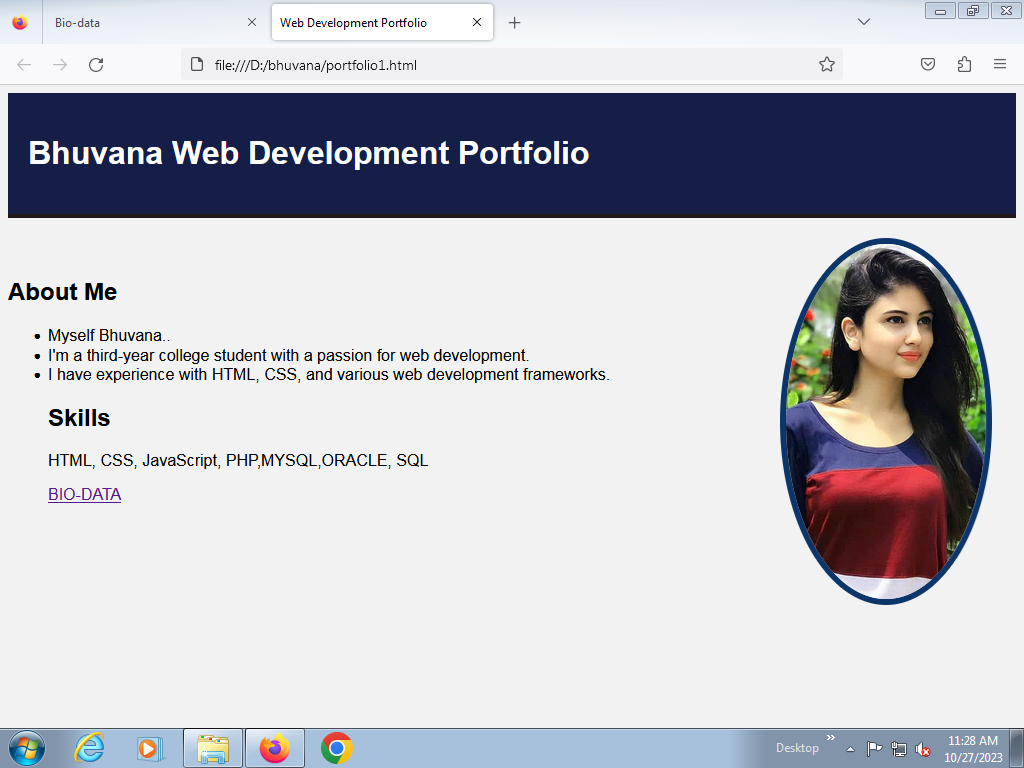 Bio-data
Web Development Portfolio
file:///D:/bhuvana/portfolio1.html
Bhuvana Web Development Portfolio
About Me
Myself Bhuvana..
I'm a third-year college student with a passion for web development.
I have experience with HTML, CSS, and various web development frameworks.
Skills
HTML, CSS, JavaScript, PHP,MYSQL,ORACLE, SQL
BIO-DATA
Desktop
11:28 AM
10/27/2023